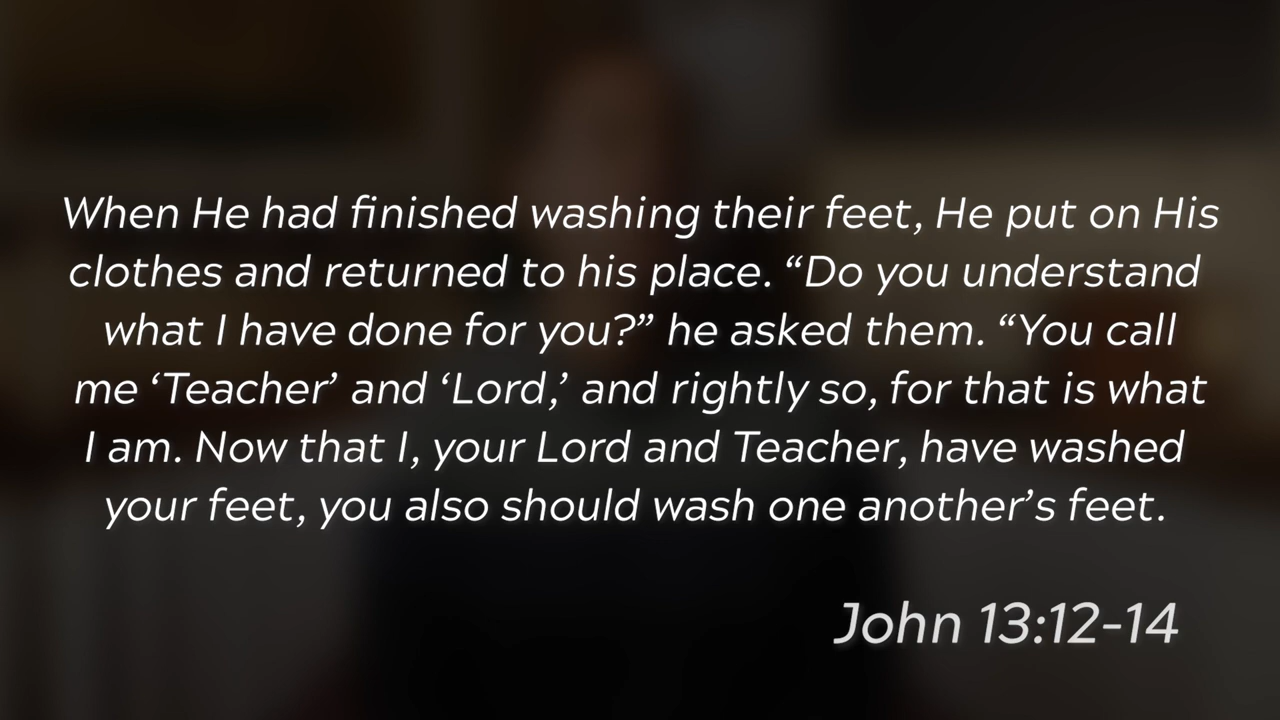 When He had finished washing their feet, He put on His
clothes and returned to his place. “Do you understand
what I have done for you?” he asked them. “You call
me ‘Teacher’ and ‘Lord,’ and rightly so, for that is what
I am. Now that I, your Lord and Teacher, have washed
your feet, you also should wash one another’s feet.
John 13:12-14